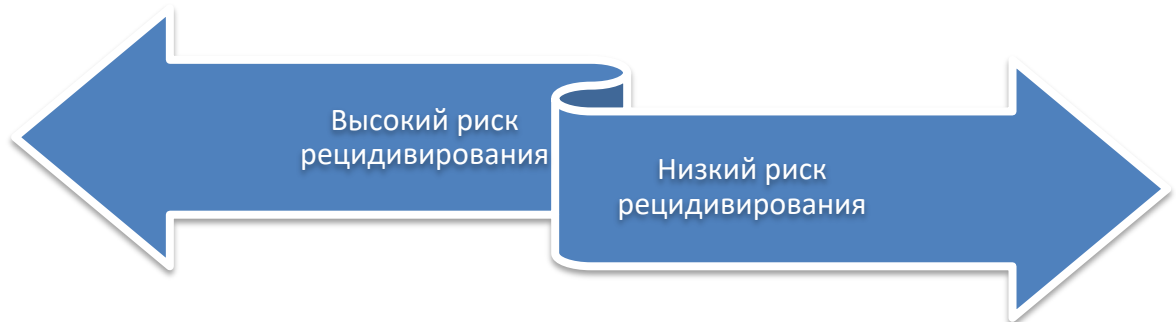 Высокий риск
рецидивирования
Низкий риск
рецидивирования